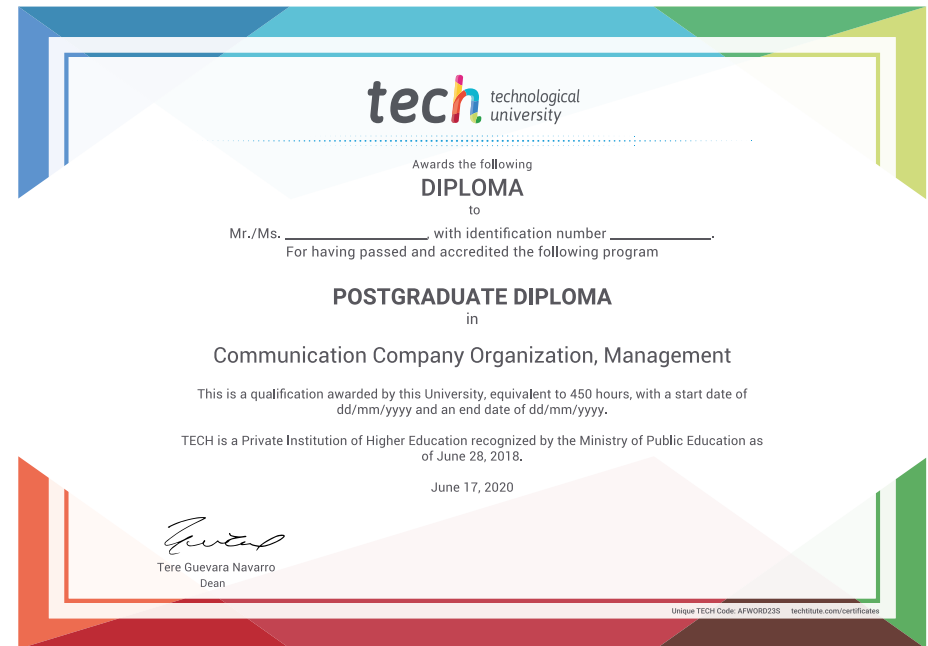 tech technological
university
Awards the following
DIPLOMA
to
Mr./Ms. ____________________, with identification number ______________.
For having passed and accredited the following program
POSTGRADUATE DIPLOMA
in
Communication Company Organization, Management
This is a qualification awarded by this University, equivalent to 450 hours, with a start date of
dd/mm/yyyy and an end date of dd/mm/yyyy.
TECH is a Private Institution of Higher Education recognized by the Ministry of Public Education as
of June 28, 2018.
June 17, 2020
Tere Guevara Navarro
Dean
Unique TECH Code: AFWORD23S techtitute.com/certificates